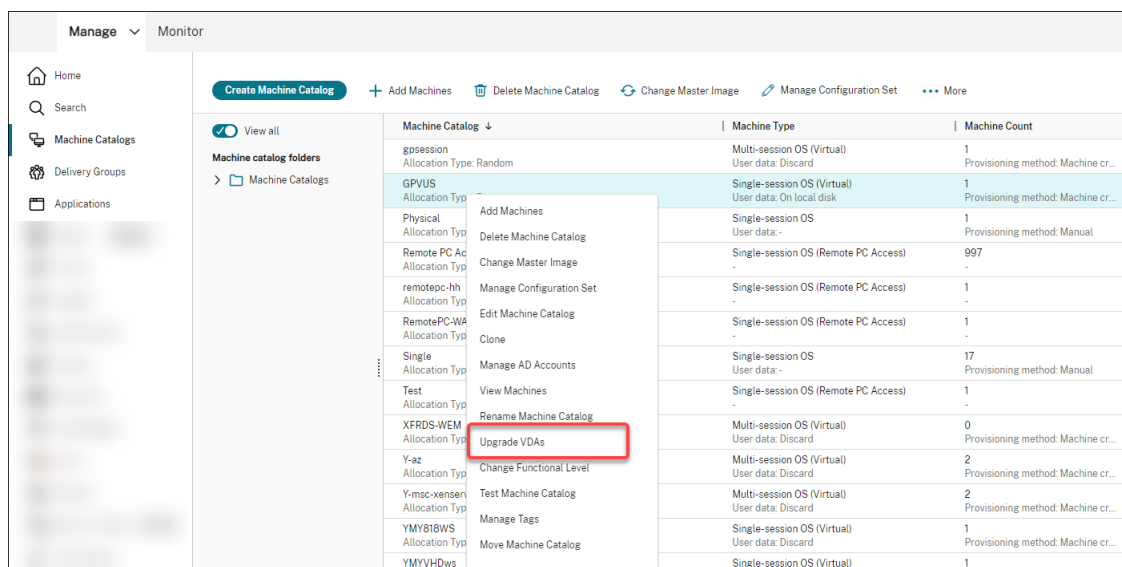 Manage Monitor
Home
Search
Machine Catalogs
Delivery Groups
Applications
Create Machine Catalog Add Machines Delete Machine Catalog Change Master Image Manage Configuration Set More
View all
Machine catalog folders
Machine Catalogs
Machine Catalog ↓ Machine Type Machine Count
gpsession Multi-session OS (Virtual) 1
Allocation Type: Random User data: Discard Provisioning method: Machine cr...
GPVUS Single-session OS (Virtual) 1
Allocation Typ User data: On local disk Provisioning method: Machine cr...
Physical Single-session OS 1
Allocation Typ User data:- Provisioning method: Manual
Remote PC Ac Single-session OS (Remote PC Access) 997
Allocation Typ - -
remotepc-hh Single-session OS (Remote PC Access) 1
Allocation Typ - -
RemotePC-WA Single-session OS (Remote PC Access) 1
Allocation Typ - -
Single Single-session OS 17
Allocation Typ User data:- Provisioning method: Manual
Test Single-session OS (Remote PC Access) 1
Allocation Typ - -
XFRDS-WEM Multi-session OS (Virtual) 0
Allocation Typ User data: Discard Provisioning method: Machine cr...
Y-az Multi-session OS (Virtual) 2
Allocation Typ User data: Discard Provisioning method: Machine cr...
Y-msc-xenserv Multi-session OS (Virtual) 2
Allocation Typ User data: Discard Provisioning method: Machine cr...
YMY818WS Single-session OS (Virtual) 1
Allocation Typ User data: Discard Provisioning method: Machine cr...
YMYVHDws Single-session OS (Virtual) 1
Add Machines
Delete Machine Catalog
Change Master Image
Manage Configuration Set
Edit Machine Catalog
Clone
Manage AD Accounts
View Machines
Rename Machine Catalog
Upgrade VDAs
Change Functional Level
Test Machine Catalog
Manage Tags
Move Machine Catalog